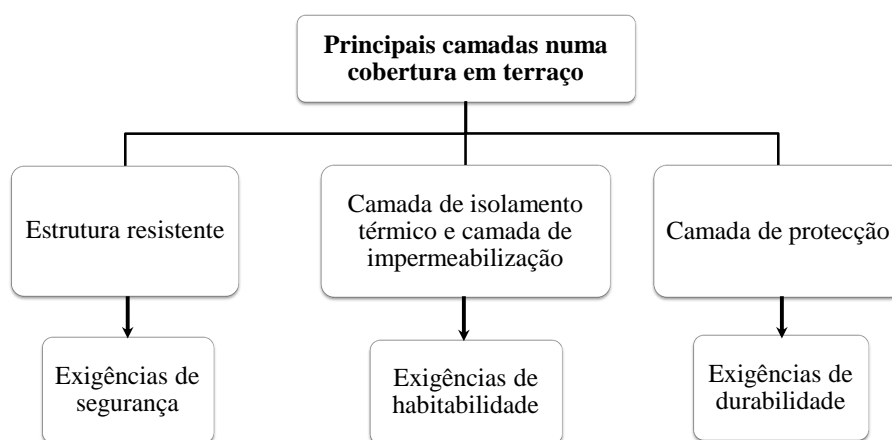 Principais camadas numa
cobertura em terraço
Estrutura resistente
Camada de isolamento
térmico e camada de
impermeabilização
Camada de protecção
Exigências de
segurança
Exigências de
habitabilidade
Exigências de
durabilidade